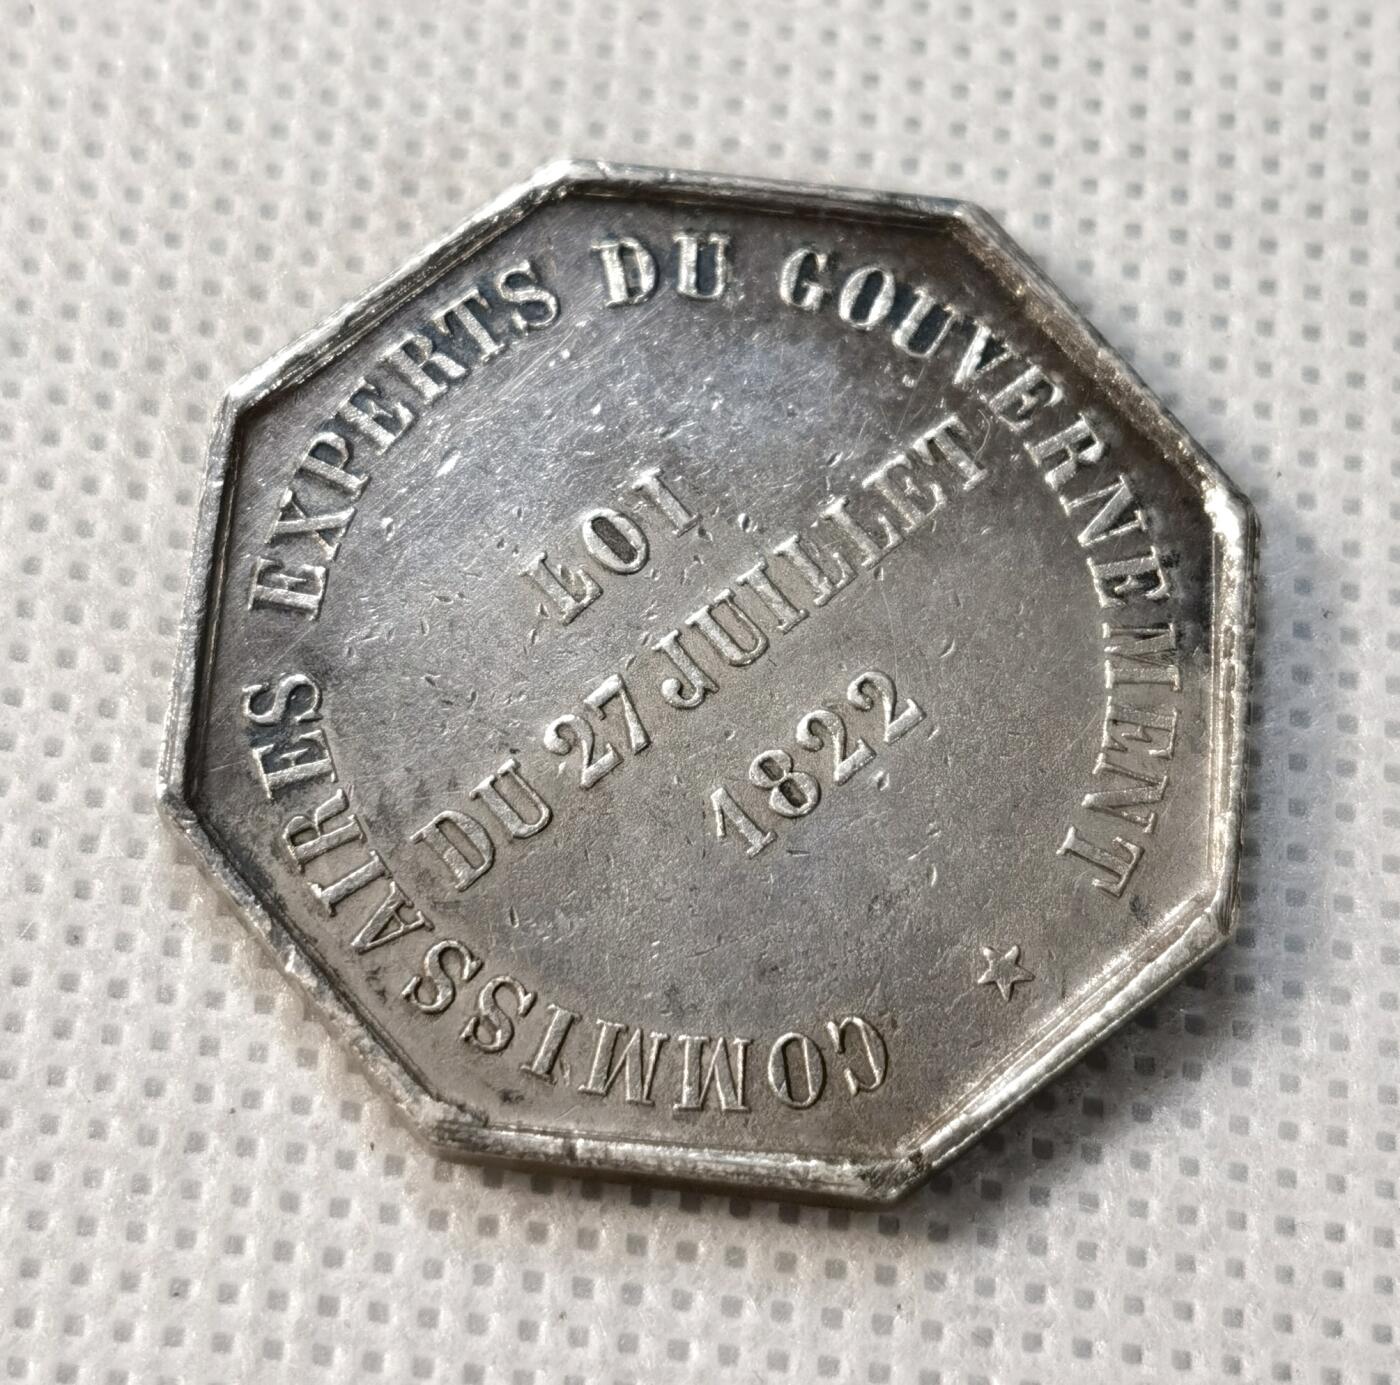 COMMISSAIRES EXPERTS DU GOUVERNEMENT
LOI
DU 27 JUILLET
1822